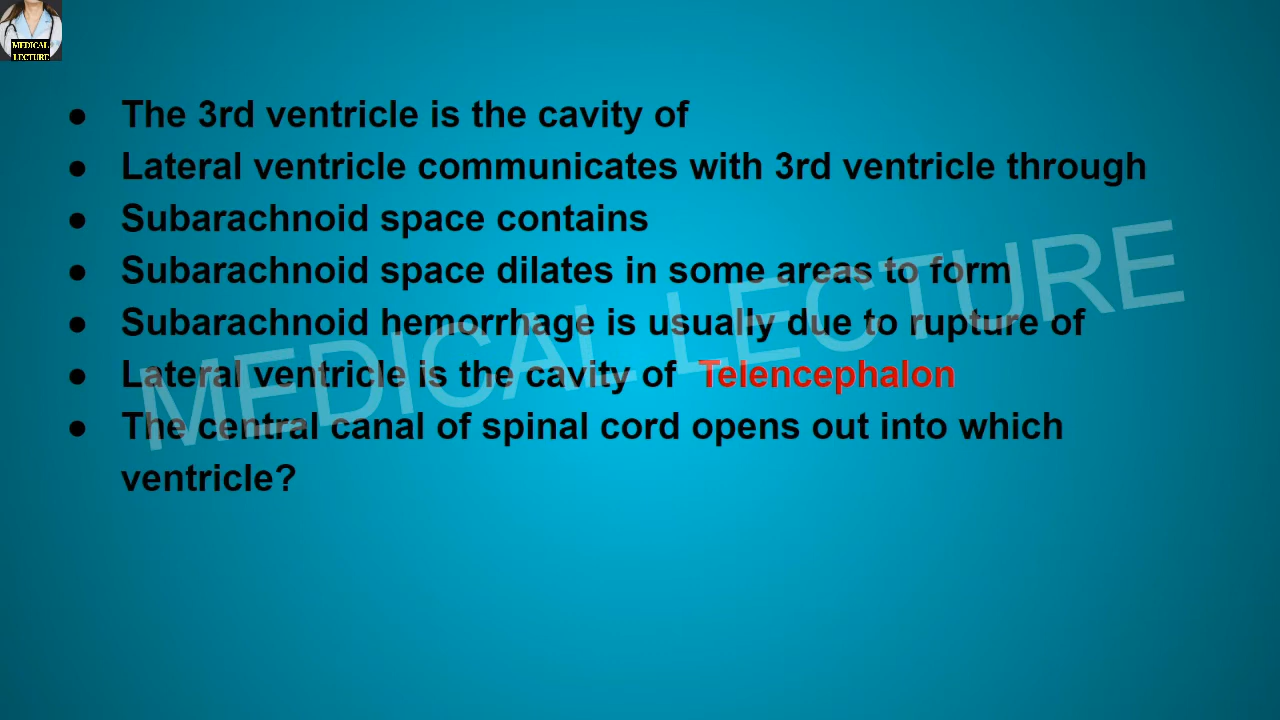 MEDICAL
LECTURE
● The 3rd ventricle is the cavity of
● Lateral ventricle communicates with 3rd ventricle through
● Subarachnoid space contains
● Subarachnoid space dilates in some areas to form
● Subarachnoid hemorrhage is usually due to rupture of
● Lateral ventricle is the cavity of Telencephalon
● The central canal of spinal cord opens out into which
ventricle?
MEDICAL LECTURE